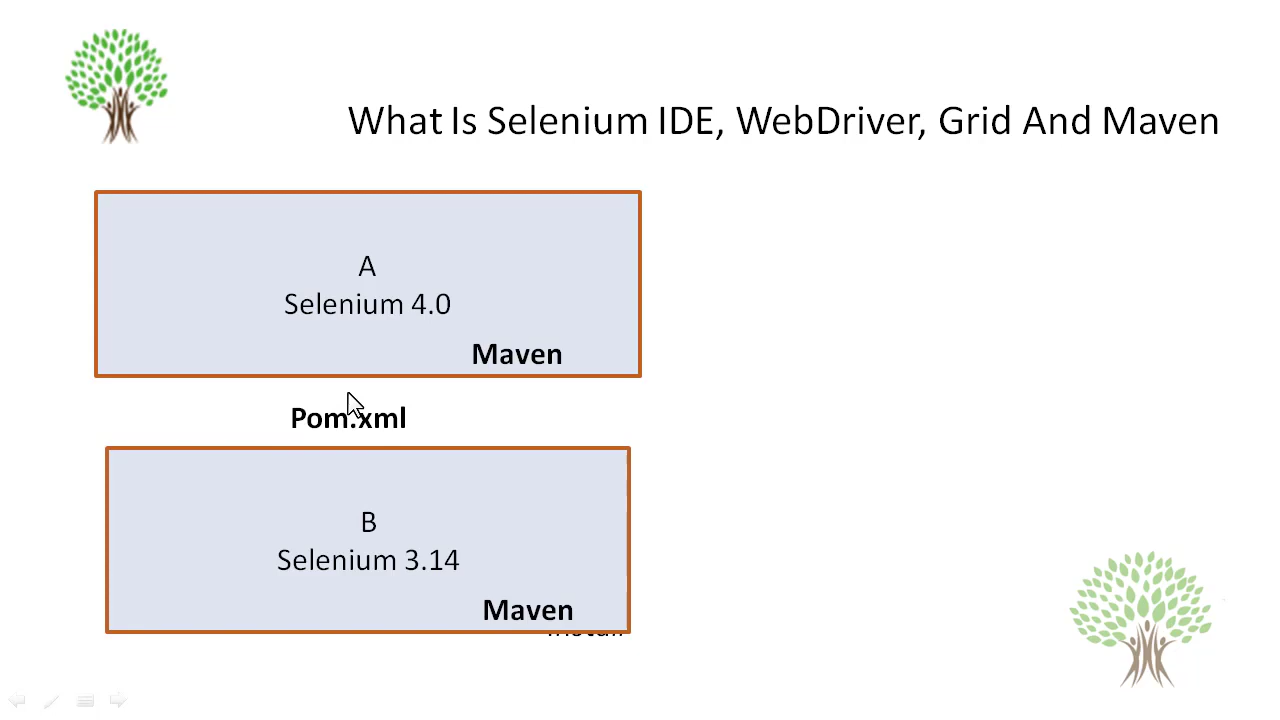 What Is Selenium IDE, WebDriver, Grid And Maven
A
Selenium 4.0
Maven
Pom.xml
B
Selenium 3.14
Maven